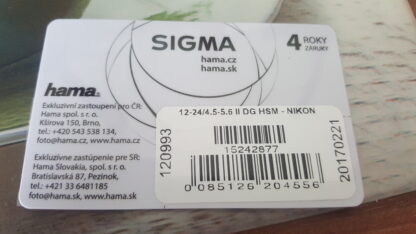 SIGMA
hama.cz
hama.sk
4 ROKY
ZÁRUKY
hama®
Exkluzivní zastoupení pro ČR:
Hama spol. s r. o.
Kšírova 150, Brno,
tel.: +420 543 538 134,
foto@hama.cz, www.hama.cz
Exkluzívne zastúpenie pre SR:
Hama Slovakia, spol. s r. o.
Bratislavská 87, Pezinok,
tel.: +421 33 6481185
foto@hama.sk, www.hama.sk
12-24/4.5-5.6 II DG HSM - NIKON
120993
15242877
0 085126 204556
20170221